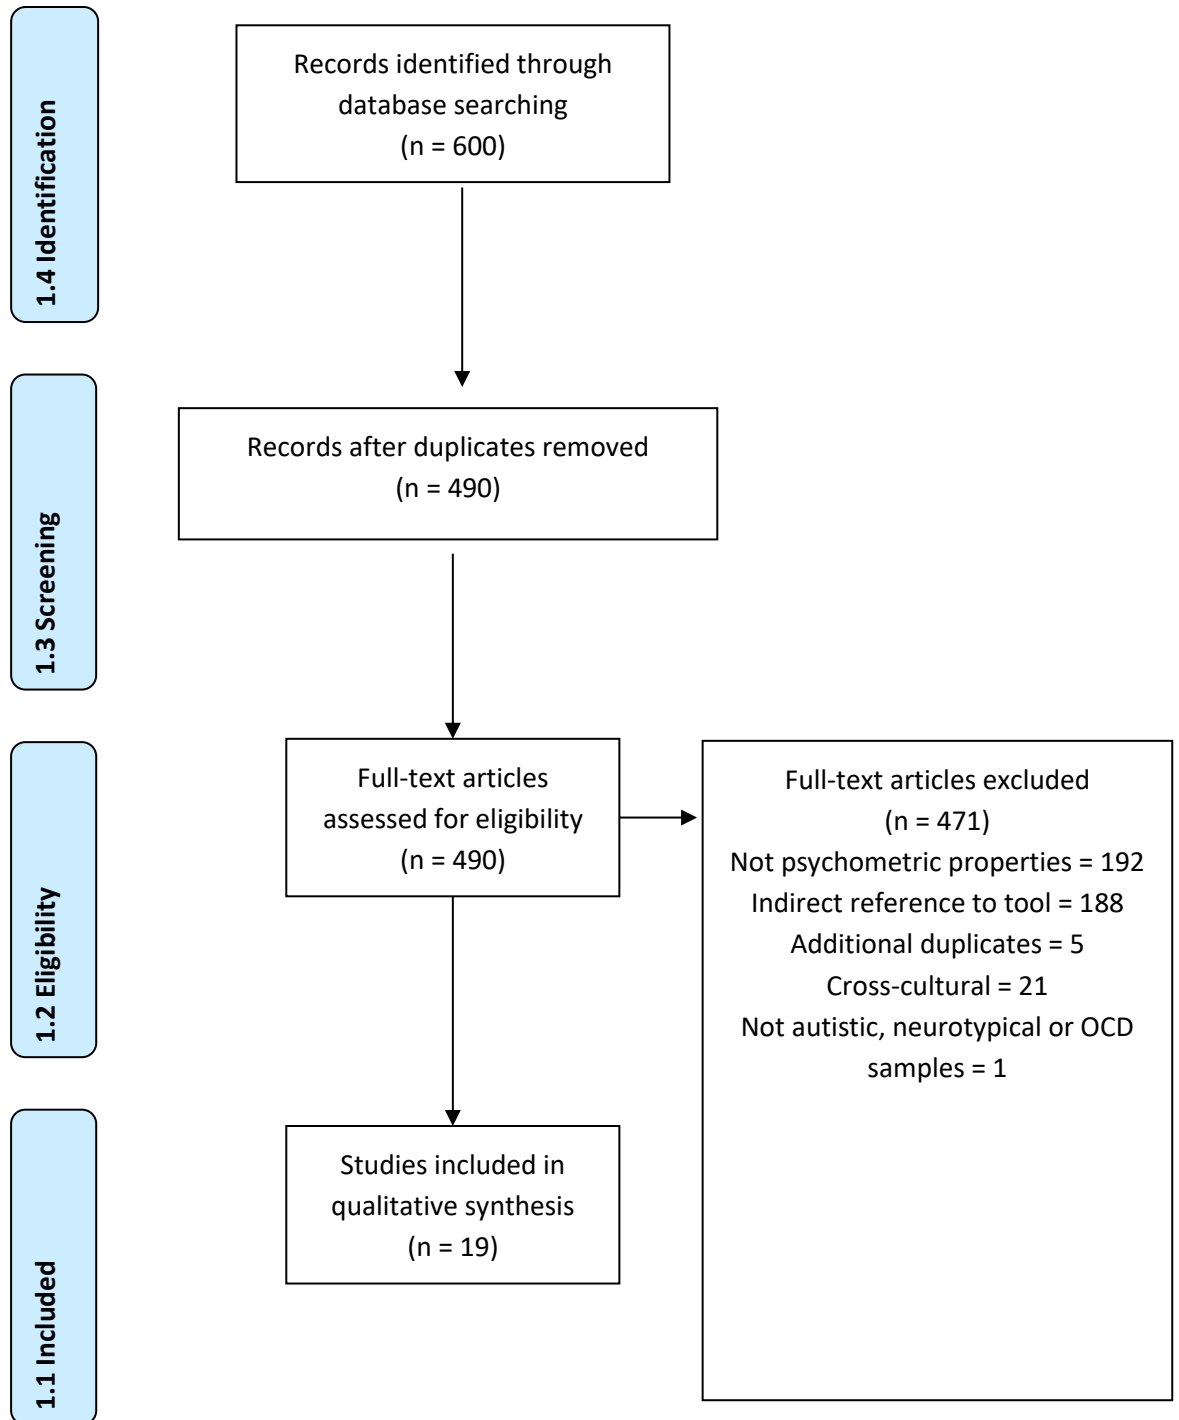 1.4 Identification
Records identified through
database searching
(n = 600)
1.3 Screening
Records after duplicates removed
(n = 490)
1.2 Eligibility
Full-text articles
assessed for eligibility
(n = 490)
Full-text articles excluded
(n = 471)
Not psychometric properties = 192
Indirect reference to tool = 188
Additional duplicates = 5
Cross-cultural = 21
Not autistic, neurotypical or OCD
samples = 1
1.1 Included
Studies included in
qualitative synthesis
(n = 19)